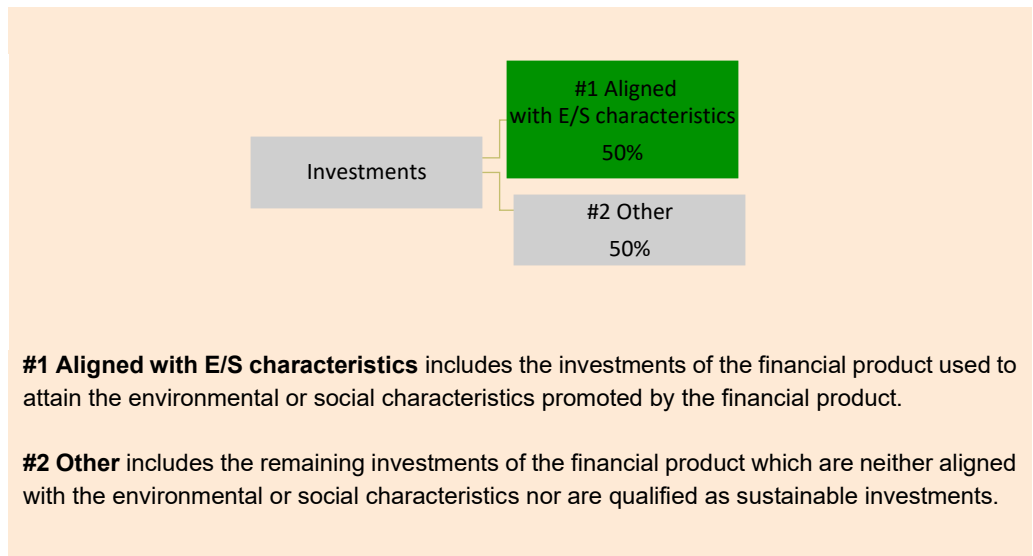 #1 Aligned
with E/S characteristics
50%
Investments
#2 Other
50%
#1 Aligned with E/S characteristics includes the investments of the financial product used to
attain the environmental or social characteristics promoted by the financial product.
#2 Other includes the remaining investments of the financial product which are neither aligned
with the environmental or social characteristics nor are qualified as sustainable investments.